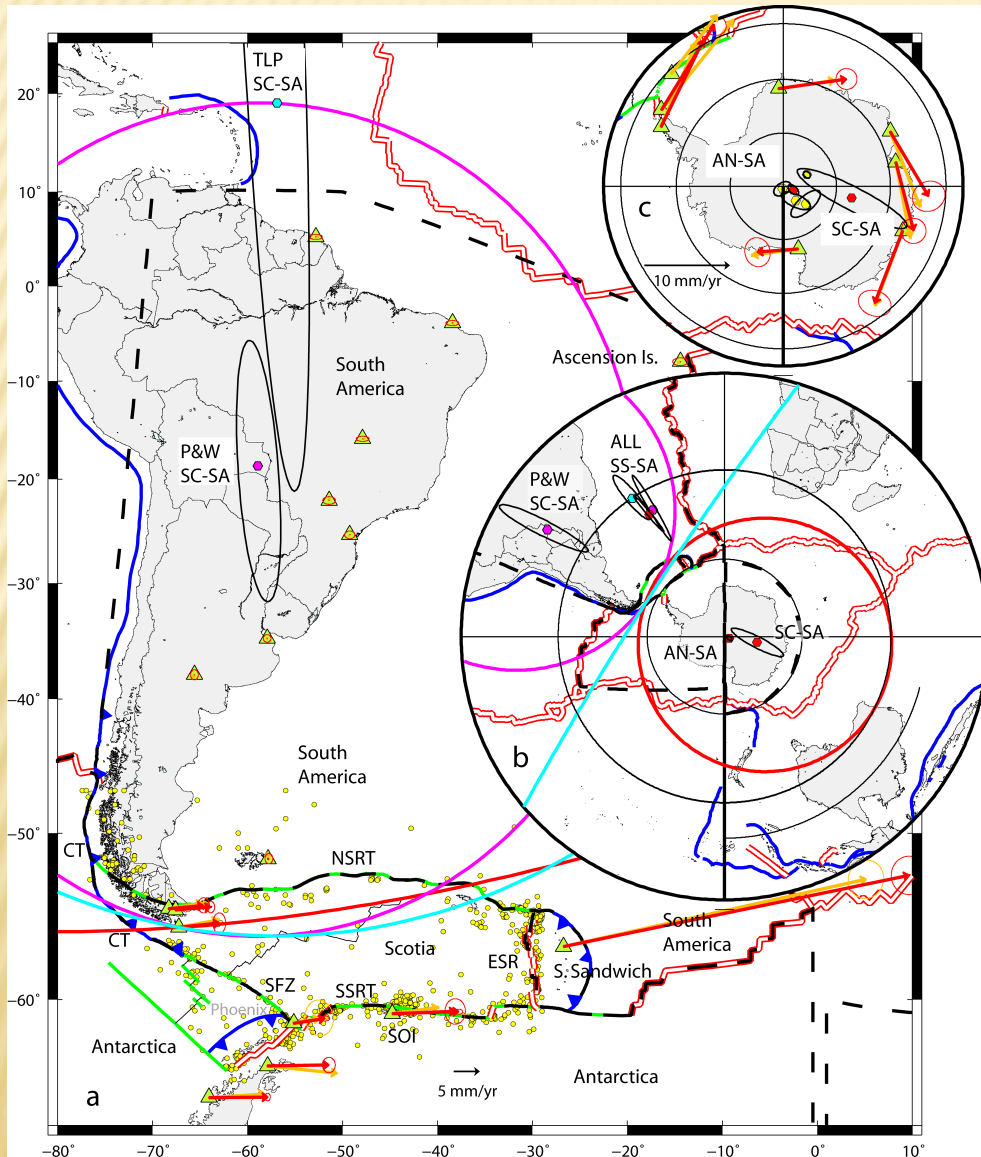 TLP
SC-SA
20˚
10˚
0˚
−10˚
−20˚
−30˚
−40˚
−50˚
−60˚
AN-SA
SC-SA
c
10 mm/yr
South
America
Ascension Is.
P&W
SC-SA
ALL
SS-SA
P&W
SC-SA
SC-SA
AN-SA
b
South
America
CT
NSRT
CT
Scotia
ESR
South
America
S. Sandwich
SFZ
SSRT
Phoenix
SOI
Antarctica
Antarctica
5 mm/yr
a
−80˚
−70˚
−60˚
−50˚
−40˚
−30˚
−20˚
−10˚
0˚
10˚